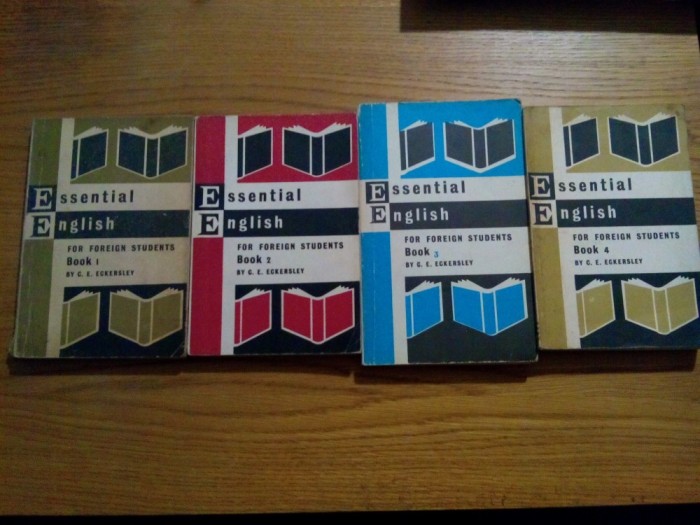 Essential
English
FOR FOREIGN STUDENTS
Book 1
BY C. E. ECKERSLEY
Essential
English
FOR FOREIGN STUDENTS
Book 2
BY C. E. ECKERSLEY
Essential
English
FOR FOREIGN STUDENTS
Book 3
BY C. E. ECKERSLEY
Essential
English
FOR FOREIGN STUDENTS
Book 4
BY C. E. ECKERSLEY